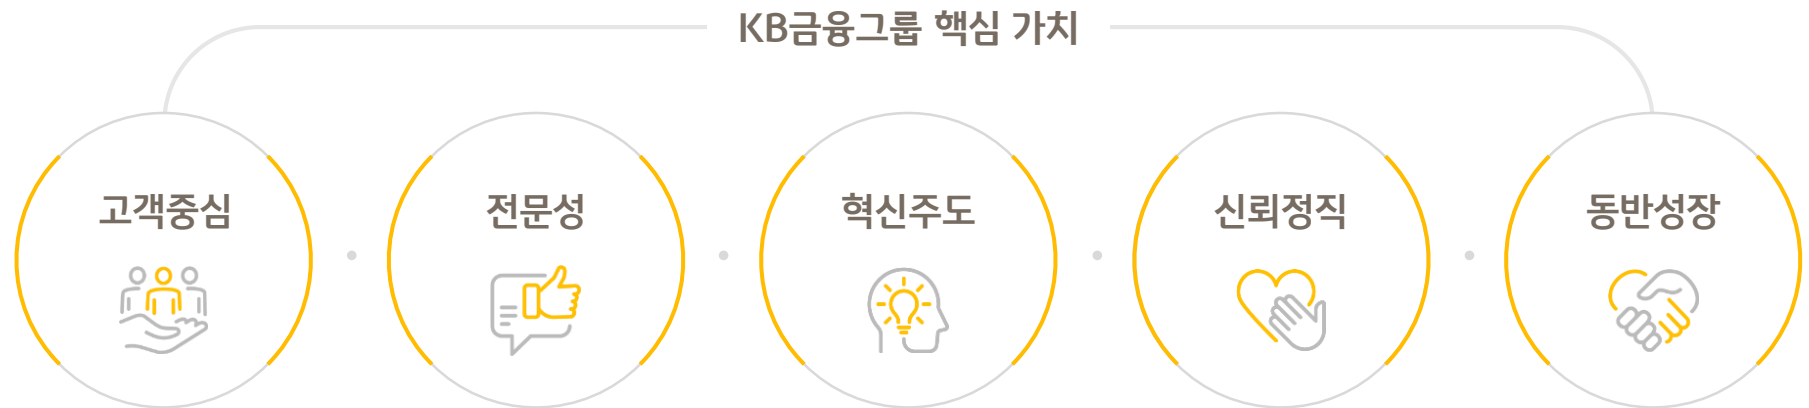 KB금융그룹 핵심 가치
고객중심
전문성
혁신주도
신뢰정직
동반성장